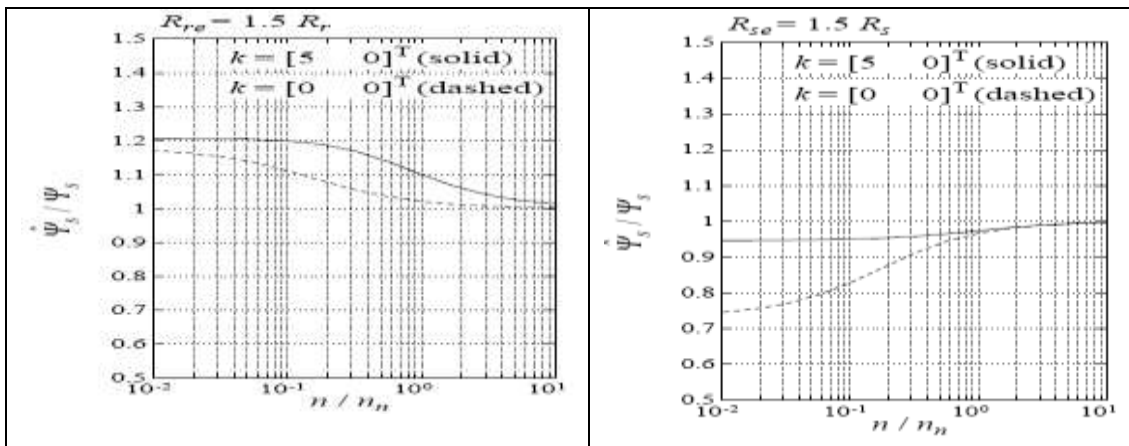 R_re = 1.5 R_r
1.5
1.4
1.3
1.2
1.1
1
0.9
0.8
0.7
0.6
0.5
k = [5 0]^T (solid)
k = [0 0]^T (dashed)
ψ̂_s / ψ_s
10^-2 10^-1 10^0 10^1
n / n_n
R_se = 1.5 R_s
1.5
1.4
1.3
1.2
1.1
1
0.9
0.8
0.7
0.6
0.5
k = [5 0]^T (solid)
k = [0 0]^T (dashed)
ψ̂_s / ψ_s
10^-2 10^-1 10^0 10^1
n / n_n